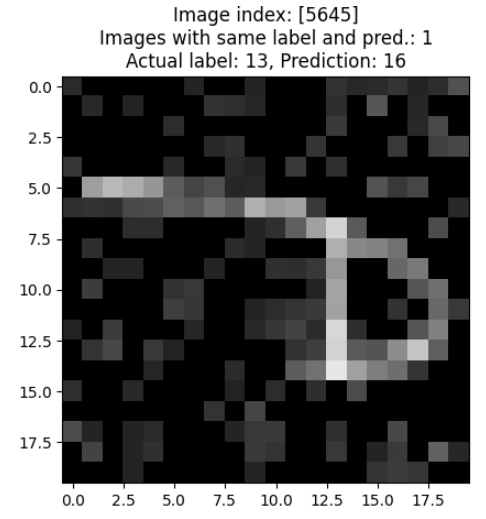 Image index: [5645]
Images with same label and pred.: 1
Actual label: 13, Prediction: 16
0.0
2.5
5.0
7.5
10.0
12.5
15.0
17.5
0.0 2.5 5.0 7.5 10.0 12.5 15.0 17.5